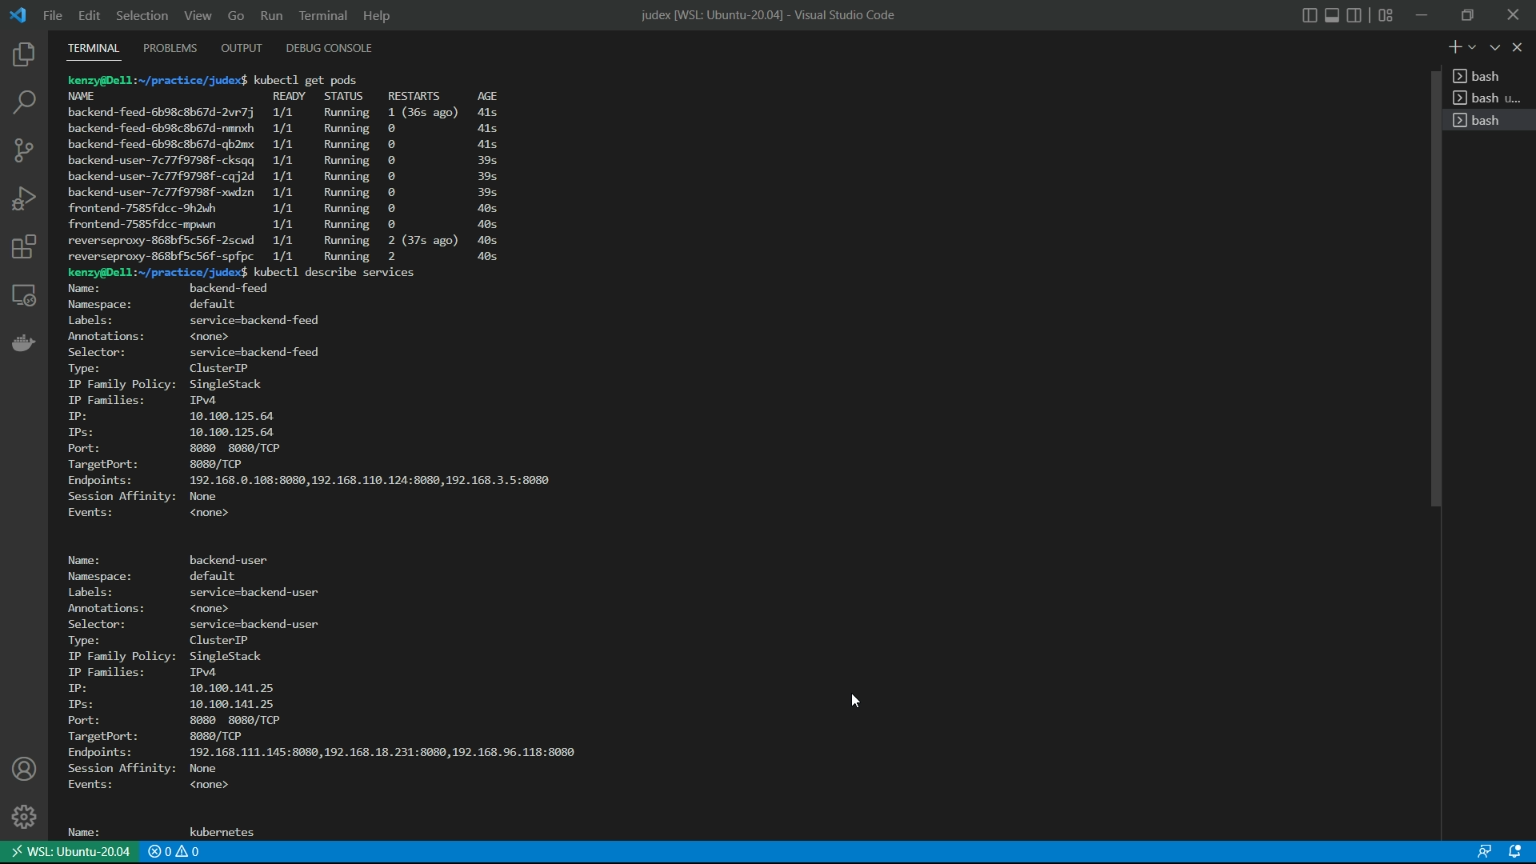 File Edit Selection View Go Run Terminal Help judex [WSL: Ubuntu-20.04] - Visual Studio Code
TERMINAL PROBLEMS OUTPUT DEBUG CONSOLE
kenzy@Dell:~/practice/judex$ kubectl get pods
NAME READY STATUS RESTARTS AGE
backend-feed-6b98c8b67d-2vr7j 1/1 Running 1 (36s ago) 41s
backend-feed-6b98c8b67d-nmnxh 1/1 Running 0 41s
backend-feed-6b98c8b67d-qb2mx 1/1 Running 0 41s
backend-user-7c77f9798f-cksqq 1/1 Running 0 39s
backend-user-7c77f9798f-cqj2d 1/1 Running 0 39s
backend-user-7c77f9798f-xwdzn 1/1 Running 0 39s
frontend-7585fdcc-9h2wh 1/1 Running 0 40s
frontend-7585fdcc-mpwwn 1/1 Running 0 40s
reverseproxy-868bf5c56f-2scwd 1/1 Running 2 (37s ago) 40s
reverseproxy-868bf5c56f-spfpc 1/1 Running 2 40s
kenzy@Dell:~/practice/judex$ kubectl describe services
Name: backend-feed
Namespace: default
Labels: service=backend-feed
Annotations: <none>
Selector: service=backend-feed
Type: ClusterIP
IP Family Policy: SingleStack
IP Families: IPv4
IP: 10.100.125.64
IPs: 10.100.125.64
Port: 8080 8080/TCP
TargetPort: 8080/TCP
Endpoints: 192.168.0.108:8080,192.168.110.124:8080,192.168.3.5:8080
Session Affinity: None
Events: <none>
Name: backend-user
Namespace: default
Labels: service=backend-user
Annotations: <none>
Selector: service=backend-user
Type: ClusterIP
IP Family Policy: SingleStack
IP Families: IPv4
IP: 10.100.141.25
IPs: 10.100.141.25
Port: 8080 8080/TCP
TargetPort: 8080/TCP
Endpoints: 192.168.111.145:8080,192.168.18.231:8080,192.168.96.118:8080
Session Affinity: None
Events: <none>
Name: kubernetes
bash
bash u...
bash
WSL: Ubuntu-20.04 0 0